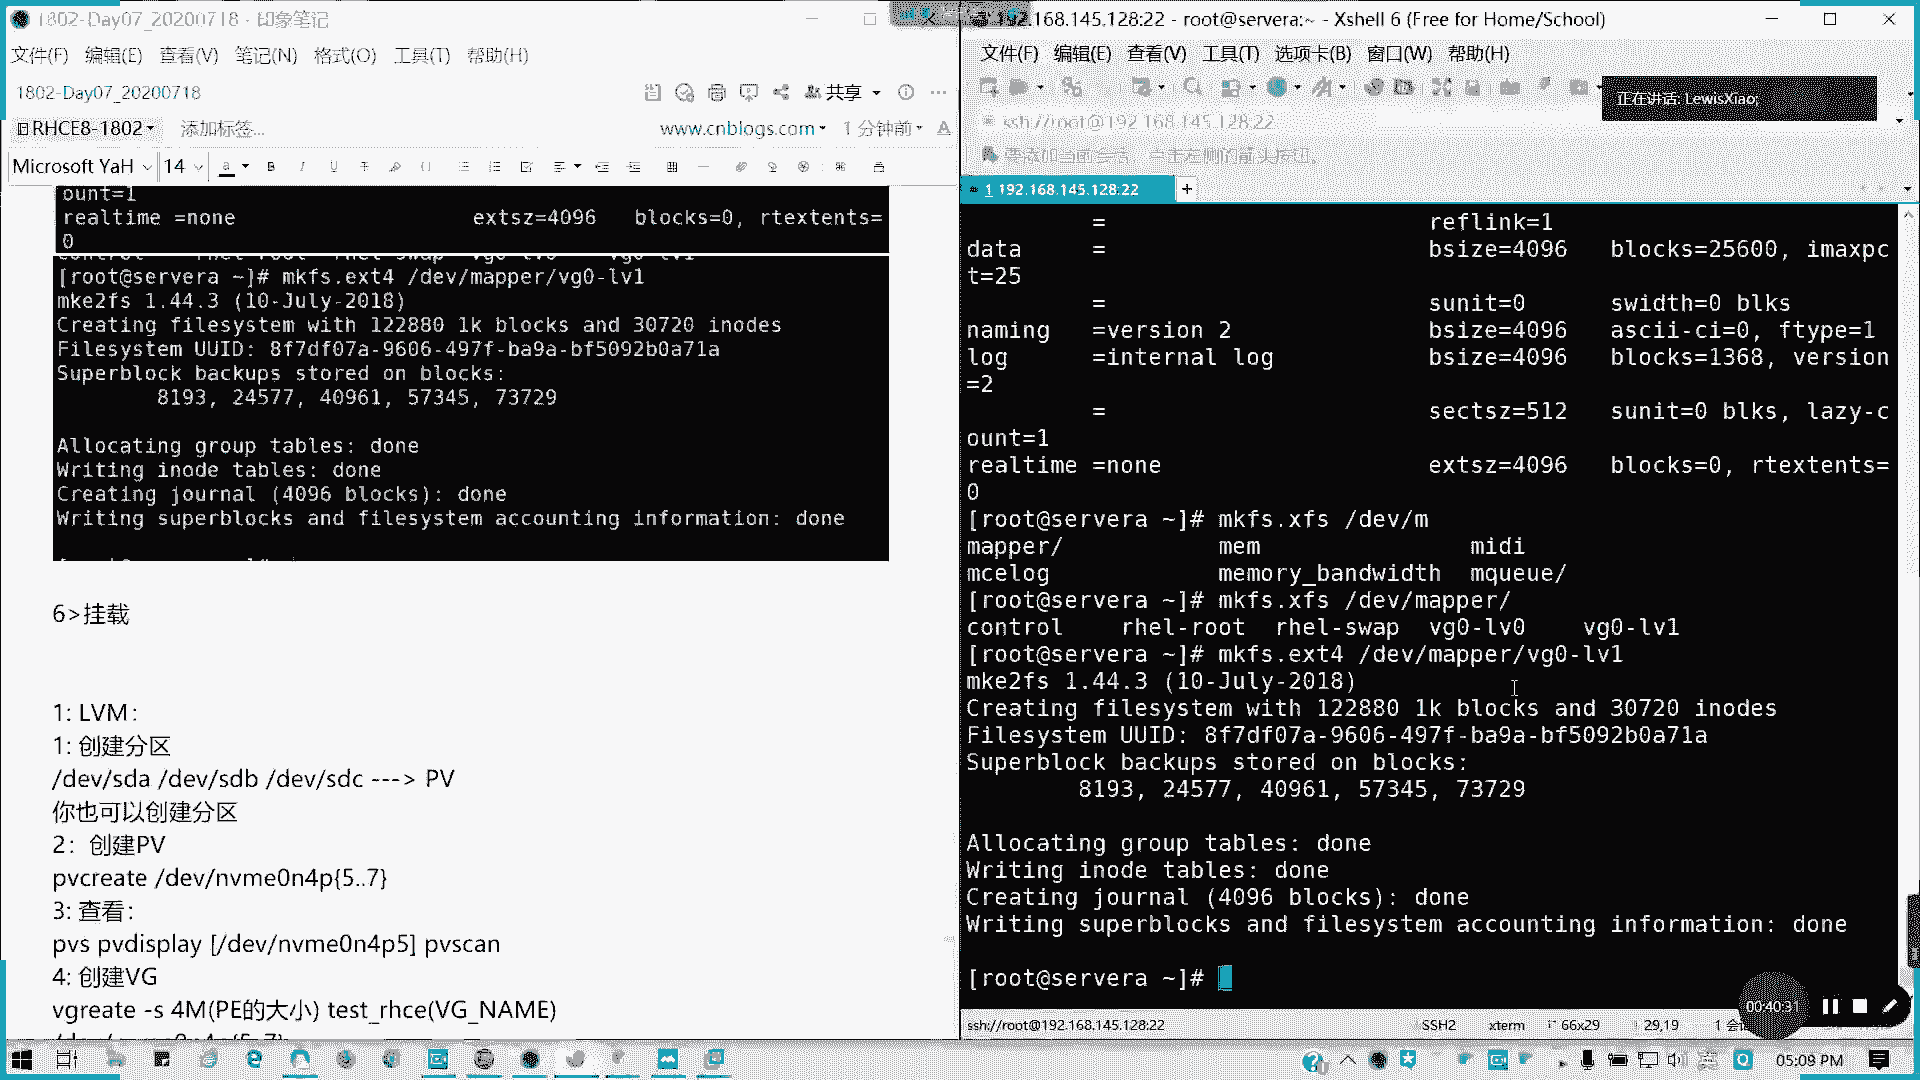 1802-Day07_20200718 - 印象笔记
文件(F) 编辑(E) 查看(V) 笔记(N) 格式(O) 工具(T) 帮助(H)
1802-Day07_20200718
共享
RHCE8-1802 添加标签...
www.cnblogs.com 1 分钟前
Microsoft YaH 14
ount=1
realtime =none extsz=4096 blocks=0, rtextents=
0
[root@servera ~]# mkfs.ext4 /dev/mapper/vg0-lv1
mke2fs 1.44.3 (10-July-2018)
Creating filesystem with 122880 1k blocks and 30720 inodes
Filesystem UUID: 8f7df07a-9606-497f-ba9a-bf5092b0a71a
Superblock backups stored on blocks:
8193, 24577, 40961, 57345, 73729
Allocating group tables: done
Writing inode tables: done
Creating journal (4096 blocks): done
Writing superblocks and filesystem accounting information: done
6>挂载
1: LVM:
1: 创建分区
/dev/sda /dev/sdb /dev/sdc ---> PV
你也可以创建分区
2：创建PV
pvcreate /dev/nvme0n4p{5..7}
3: 查看:
pvs pvdisplay [/dev/nvme0n4p5] pvscan
4: 创建VG
vgreate -s 4M(PE的大小) test_rhce(VG_NAME)
192.168.145.128:22 - root@servera:~ - Xshell 6 (Free for Home/School)
文件(F) 编辑(E) 查看(V) 工具(T) 选项卡(B) 窗口(W) 帮助(H)
正在讲话: LewisXiao;
ssh://root@192.168.145.128:22
要添加当前会话，点击左侧的箭头按钮。
1 192.168.145.128:22 +
= reflink=1
data = bsize=4096 blocks=25600, imaxpc
t=25
= sunit=0 swidth=0 blks
naming =version 2 bsize=4096 ascii-ci=0, ftype=1
log =internal log bsize=4096 blocks=1368, version
=2
= sectsz=512 sunit=0 blks, lazy-c
ount=1
realtime =none extsz=4096 blocks=0, rtextents=
0
[root@servera ~]# mkfs.xfs /dev/m
mapper/ mem midi
mcelog memory_bandwidth mqueue/
[root@servera ~]# mkfs.xfs /dev/mapper/
control rhel-root rhel-swap vg0-lv0 vg0-lv1
[root@servera ~]# mkfs.ext4 /dev/mapper/vg0-lv1
mke2fs 1.44.3 (10-July-2018)
Creating filesystem with 122880 1k blocks and 30720 inodes
Filesystem UUID: 8f7df07a-9606-497f-ba9a-bf5092b0a71a
Superblock backups stored on blocks:
8193, 24577, 40961, 57345, 73729
Allocating group tables: done
Writing inode tables: done
Creating journal (4096 blocks): done
Writing superblocks and filesystem accounting information: done
[root@servera ~]#
00:40:31
ssh://root@192.168.145.128:22 SSH2 xterm 66x29 29,19
05:09 PM